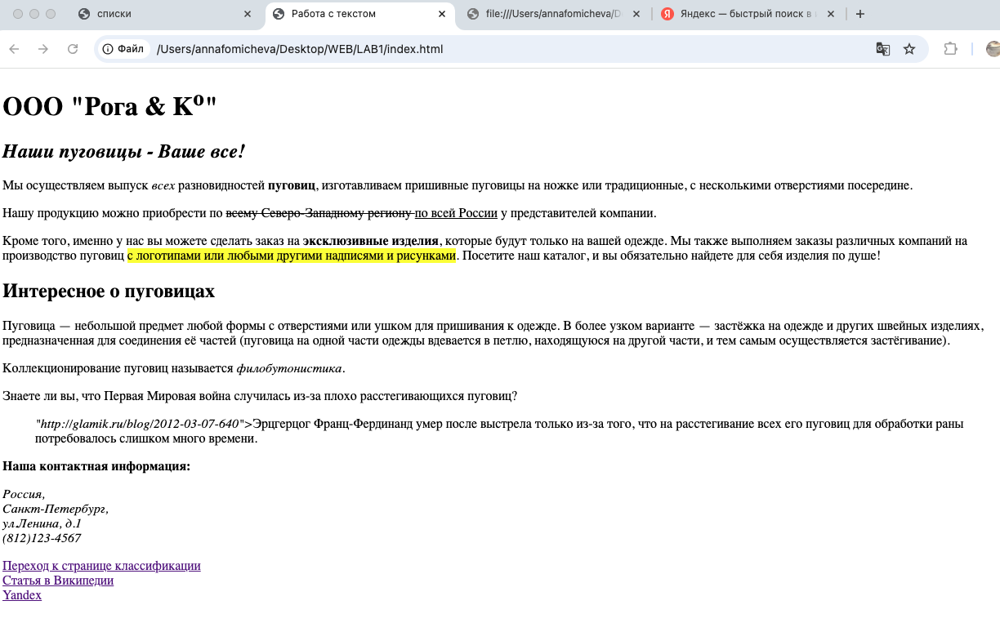 списки
Работа с текстом
file:///Users/annafomicheva/D
Яндекс — быстрый поиск в
Файл
/Users/annafomicheva/Desktop/WEB/LAB1/index.html
ООО "Рога & Kº"
Наши пуговицы - Ваше все!
Мы осуществляем выпуск всех разновидностей пуговиц, изготавливаем пришивные пуговицы на ножке или традиционные, с несколькими отверстиями посередине.
Нашу продукцию можно приобрести по всему Северо-Западному региону по всей России у представителей компании.
Кроме того, именно у нас вы можете сделать заказ на эксклюзивные изделия, которые будут только на вашей одежде. Мы также выполняем заказы различных компаний на
производство пуговиц с логотипами или любыми другими надписями и рисунками. Посетите наш каталог, и вы обязательно найдете для себя изделия по душе!
Интересное о пуговицах
Пуговица — небольшой предмет любой формы с отверстиями или ушком для пришивания к одежде. В более узком варианте — застёжка на одежде и других швейных изделиях,
предназначенная для соединения её частей (пуговица на одной части одежды вдевается в петлю, находящуюся на другой части, и тем самым осуществляется застёгивание).
Коллекционирование пуговиц называется филобутонистика.
Знаете ли вы, что Первая Мировая война случилась из-за плохо расстегивающихся пуговиц?
"http://glamik.ru/blog/2012-03-07-640">Эрцгерцог Франц-Фердинанд умер после выстрела только из-за того, что на расстегивание всех его пуговиц для обработки раны
потребовалось слишком много времени.
Наша контактная информация:
Россия,
Санкт-Петербург,
ул.Ленина, д.1
(812)123-4567
Переход к странице классификации
Статья в Википедии
Yandex